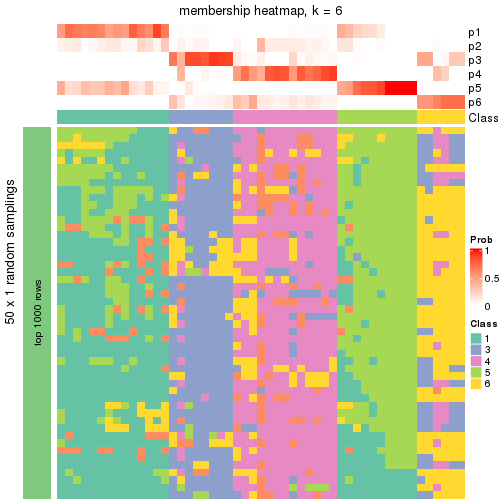 membership heatmap, k = 6
p1
p2
p3
p4
p5
p6
Class
50 x 1 random samplings
top 1000 rows
Prob
1
0.5
0
Class
1
3
4
5
6